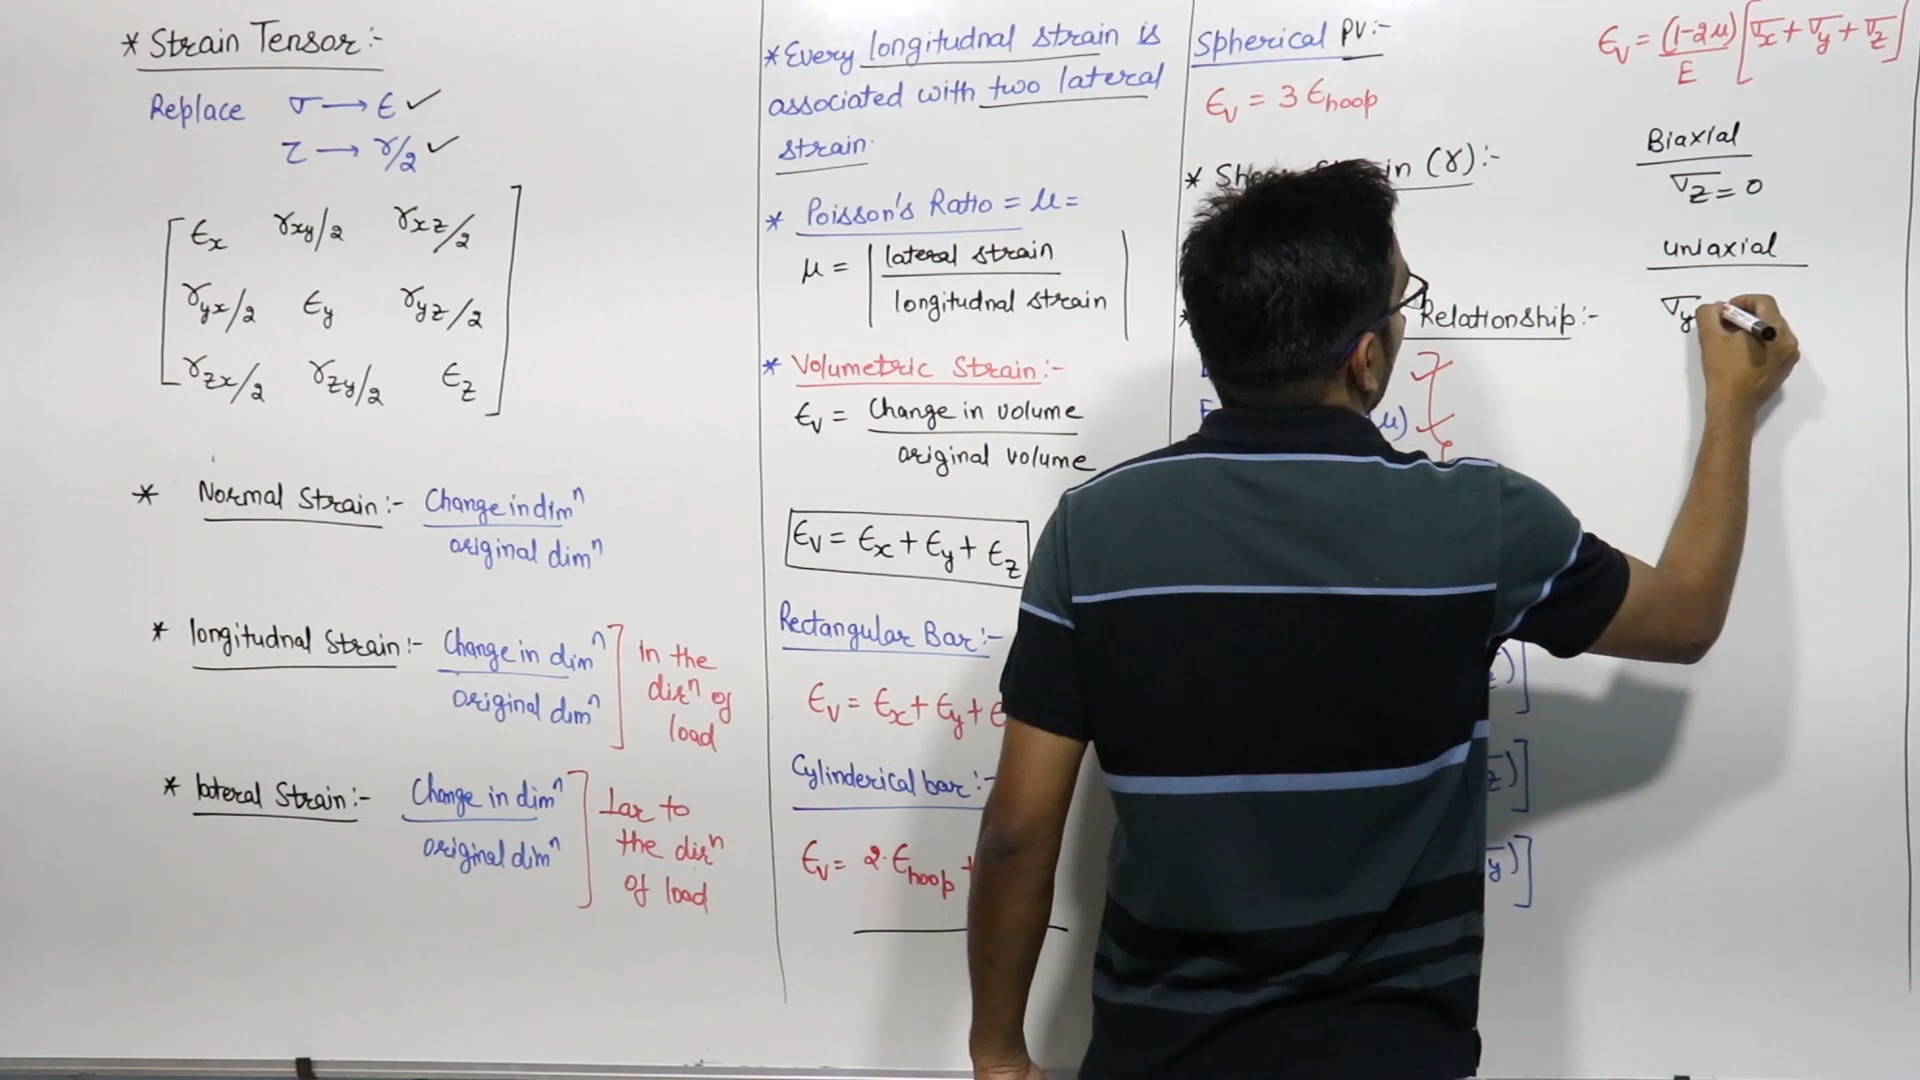 * Strain Tensor:-
Replace σ → ϵ ✓
τ → γ/2 ✓
ϵx γxy/2 γxz/2
γyx/2 ϵy γyz/2
γzx/2 γzy/2 ϵz
* Normal Strain:- Change in dimⁿ
original dimⁿ
* longitudnal Strain:- Change in dimⁿ
original dimⁿ
In the
dirⁿ of
load
* lateral Strain:- Change in dimⁿ
original dimⁿ
⊥ar to
the dirⁿ
of load
* Every longitudnal strain is
associated with two lateral
strain.
* Poisson's Ratio = μ =
μ = | lateral strain
longitudnal strain |
* Volumetric Strain:-
ϵv = Change in volume
original volume
ϵv = ϵx + ϵy + ϵz
Rectangular Bar:-
ϵv = ϵx + ϵy + ϵ
Cylinderical bar:-
ϵv = 2·ϵhoop +
Spherical PV:-
ϵv = 3 ϵhoop
* (γ):-
Relationship:-
μ)
)]
z)]
y)]
ϵv = (1-2μ)/E [σx + σy + σz]
Biaxial
σz = 0
uniaxial
σy